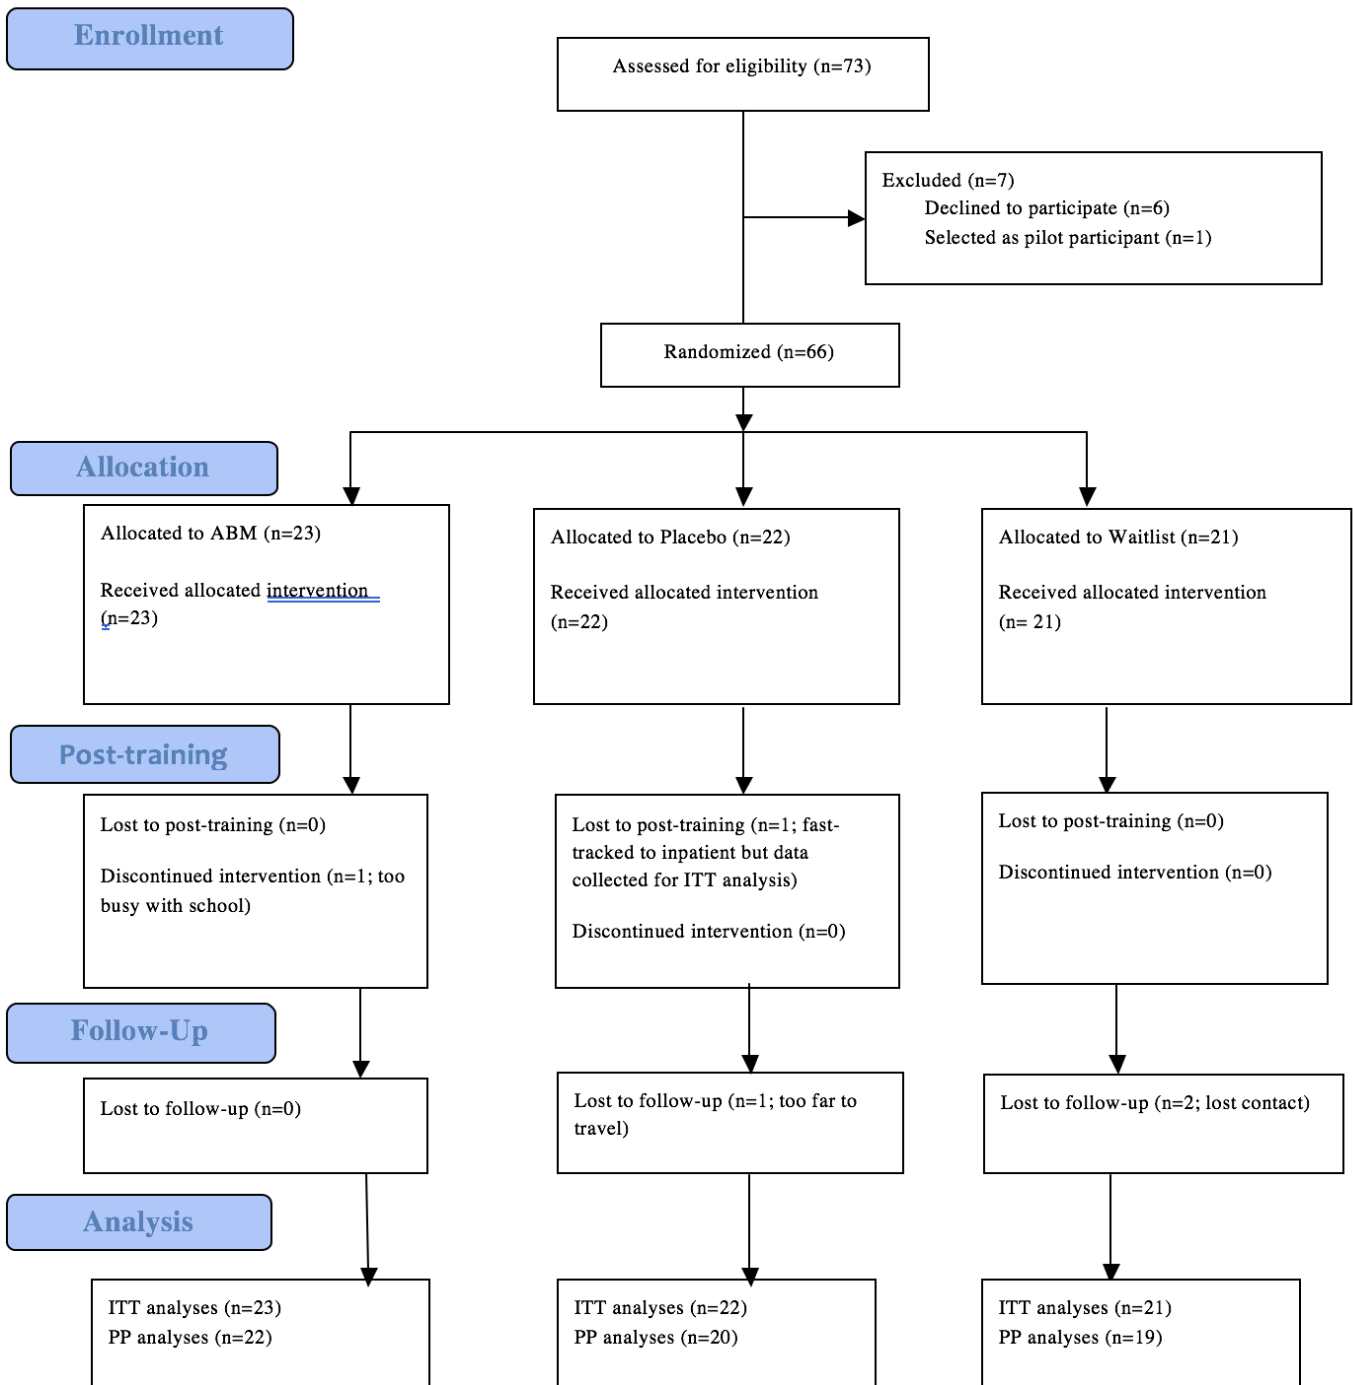 Enrollment
Assessed for eligibility (n=73)
Excluded (n=7)
Declined to participate (n=6)
Selected as pilot participant (n=1)
Randomized (n=66)
Allocation
Allocated to ABM (n=23)
Received allocated intervention
(n=23)
Allocated to Placebo (n=22)
Received allocated intervention
(n=22)
Allocated to Waitlist (n=21)
Received allocated intervention
(n= 21)
Post-training
Lost to post-training (n=0)
Discontinued intervention (n=1; too
busy with school)
Lost to post-training (n=1; fast-
tracked to inpatient but data
collected for ITT analysis)
Discontinued intervention (n=0)
Lost to post-training (n=0)
Discontinued intervention (n=0)
Follow-Up
Lost to follow-up (n=0)
Lost to follow-up (n=1; too far to
travel)
Lost to follow-up (n=2; lost contact)
Analysis
ITT analyses (n=23)
PP analyses (n=22)
ITT analyses (n=22)
PP analyses (n=20)
ITT analyses (n=21)
PP analyses (n=19)